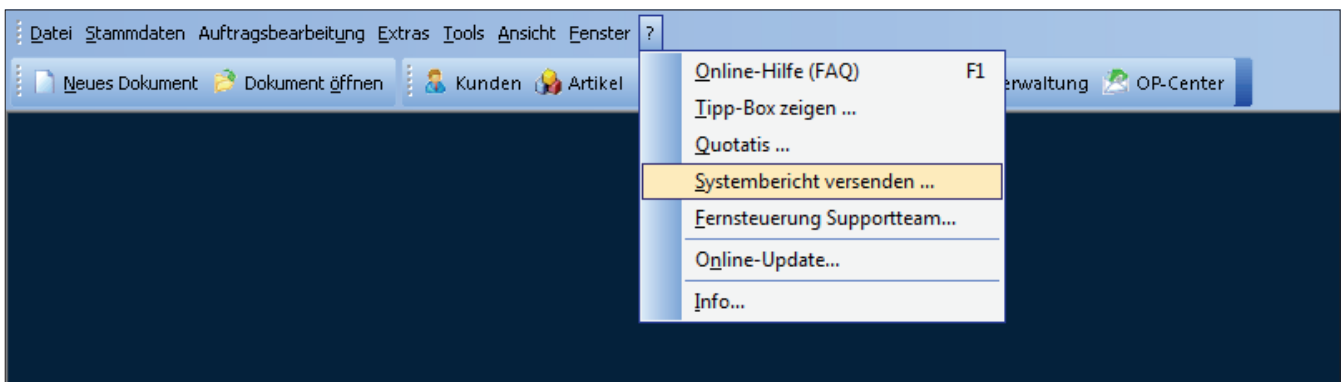 Datei Stammdaten Auftragsbearbeitung Extras Tools Ansicht Fenster ?
Neues Dokument Dokument öffnen Kunden Artikel rwaltung OP-Center
Online-Hilfe (FAQ) F1
Tipp-Box zeigen ...
Quotatis ...
Systembericht versenden ...
Fernsteuerung Supportteam...
Online-Update...
Info...